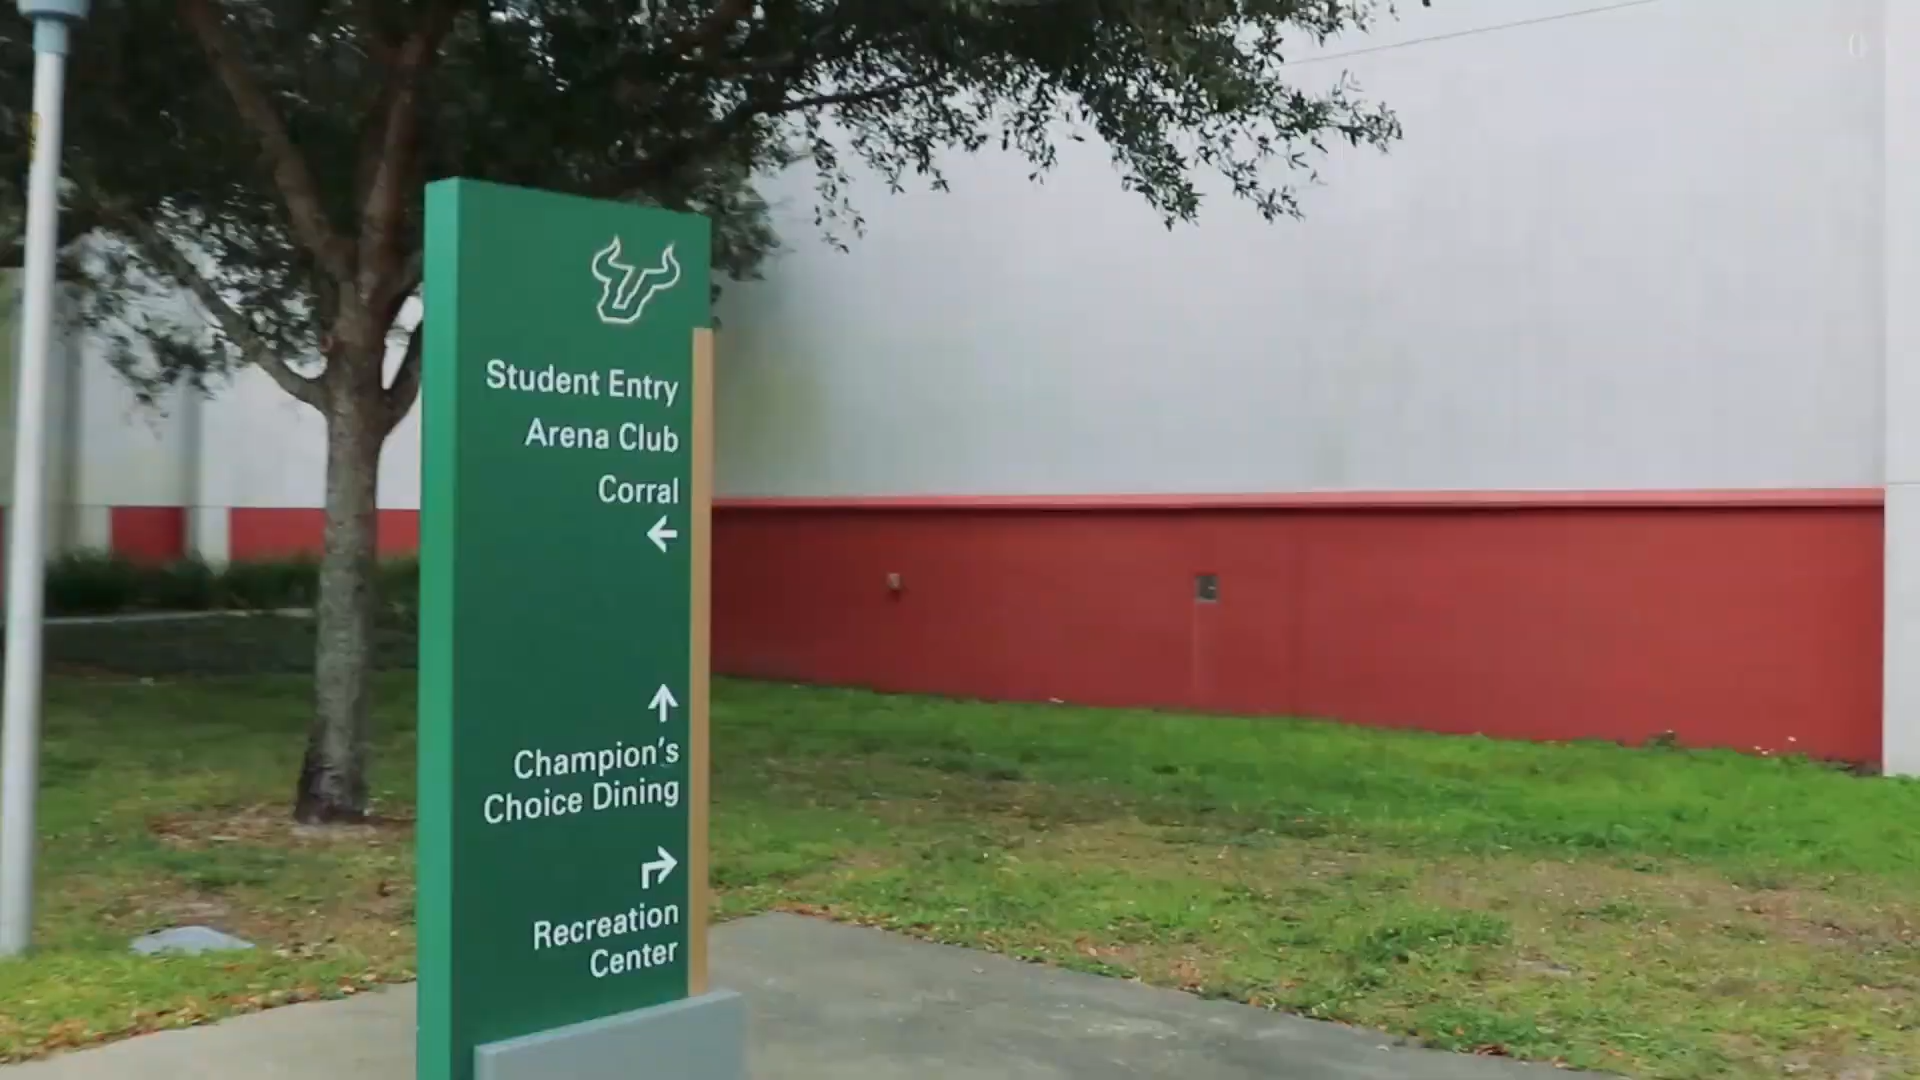 Student Entry
Arena Club
Corral
←
↑
Champion's
Choice Dining
↱
Recreation
Center